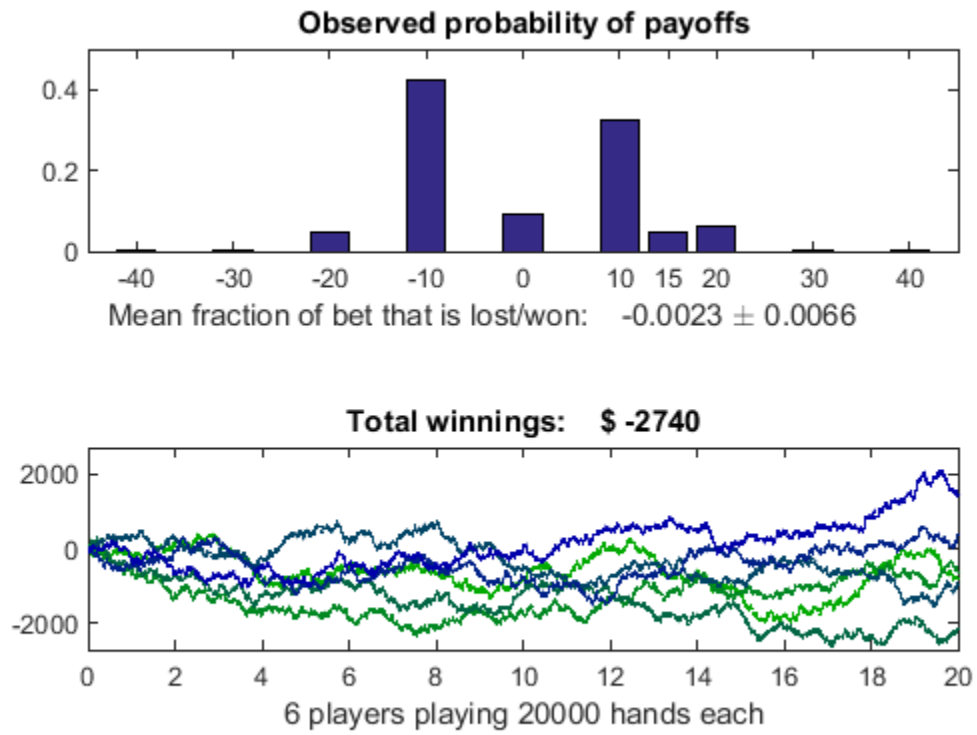 Observed probability of payoffs
0.4
0.2
0
-40 -30 -20 -10 0 10 15 20 30 40
Mean fraction of bet that is lost/won: -0.0023 ± 0.0066
Total winnings: $ -2740
2000
0
-2000
0 2 4 6 8 10 12 14 16 18 20
6 players playing 20000 hands each